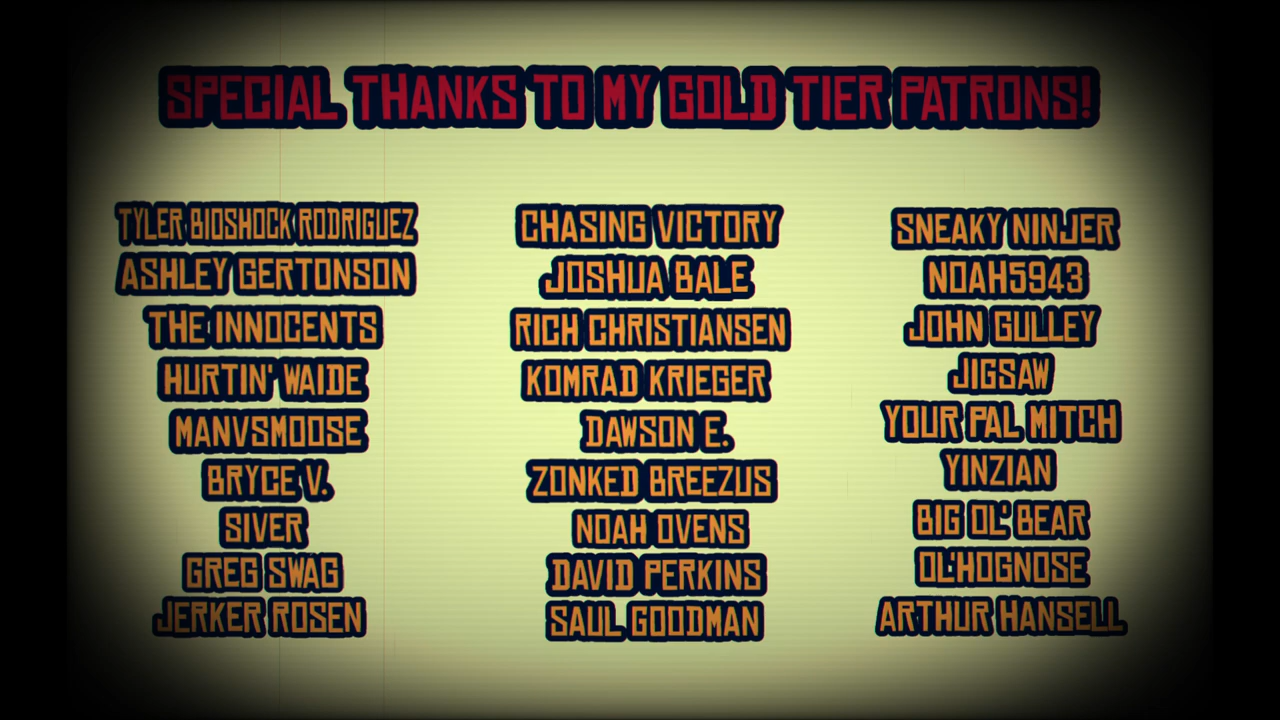 SPECIAL THANKS TO MY GOLD TIER PATRONS!
TYLER BIOSHOCK RODRIGUEZ
ASHLEY GERTONSON
THE INNOCENTS
HURTIN' WAIDE
MANVSMOOSE
BRYCE V.
SIVER
GREG SWAG
JERKER ROSEN
CHASING VICTORY
JOSHUA BALE
RICH CHRISTIANSEN
KOMRAD KRIEGER
DAWSON E.
ZONKED BREEZUS
NOAH OVENS
DAVID PERKINS
SAUL GOODMAN
SNEAKY NINJER
NOAH5943
JOHN GULLEY
JIGSAW
YOUR PAL MITCH
YINZIAN
BIG OL' BEAR
OL'HOGNOSE
ARTHUR HANSELL